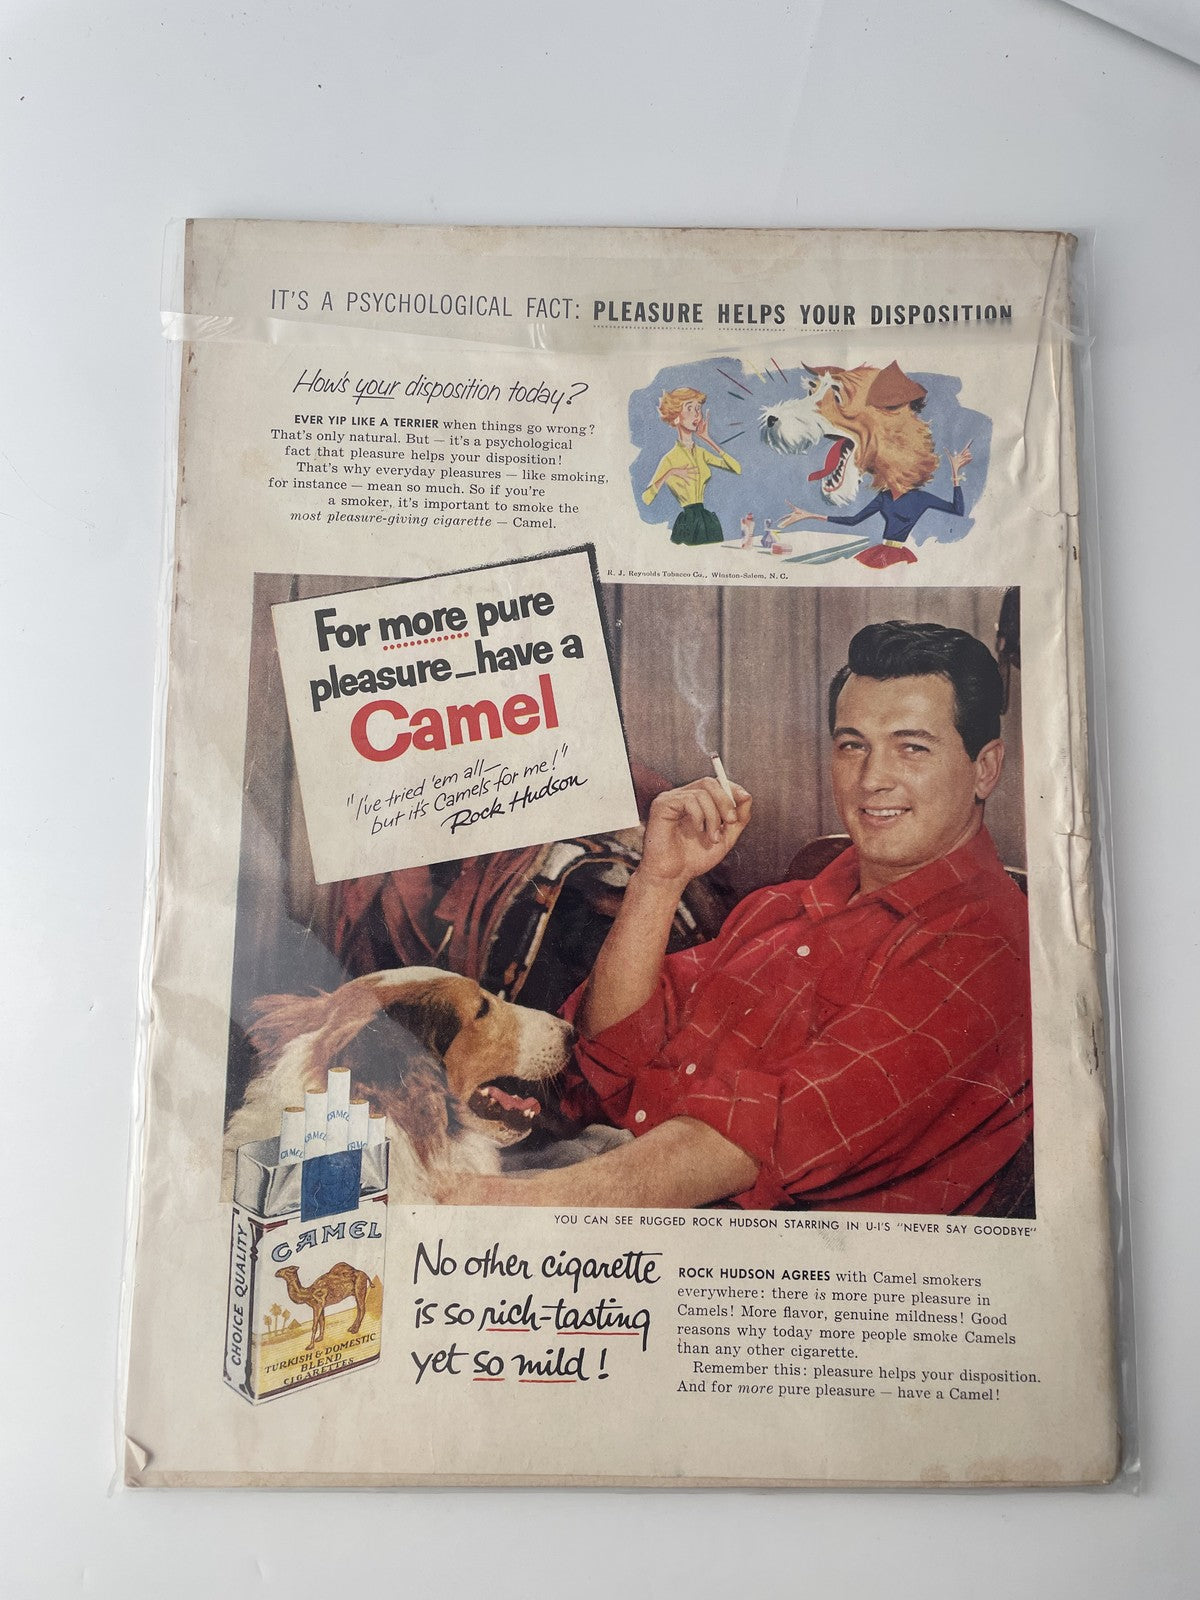 IT'S A PSYCHOLOGICAL FACT: PLEASURE HELPS YOUR DISPOSITION
How's your disposition today?
EVER YIP LIKE A TERRIER when things go wrong?
That's only natural. But — it's a psychological
fact that pleasure helps your disposition!
That's why everyday pleasures — like smoking,
for instance — mean so much. So if you're
a smoker, it's important to smoke the
most pleasure-giving cigarette — Camel.
R. J. Reynolds Tobacco Co., Winston-Salem, N. C.
For more pure
pleasure—have a
Camel
"I've tried 'em all—
but it's Camels for me!"
Rock Hudson
CAMEL
CAMEL
CAMEL
CAMEL
CAMEL
CHOICE QUALITY
TURKISH & DOMESTIC
BLEND
CIGARETTES
YOU CAN SEE RUGGED ROCK HUDSON STARRING IN U-I'S "NEVER SAY GOODBYE"
No other cigarette
is so rich-tasting
yet so mild!
ROCK HUDSON AGREES with Camel smokers
everywhere: there is more pure pleasure in
Camels! More flavor, genuine mildness! Good
reasons why today more people smoke Camels
than any other cigarette.
Remember this: pleasure helps your disposition.
And for more pure pleasure — have a Camel!